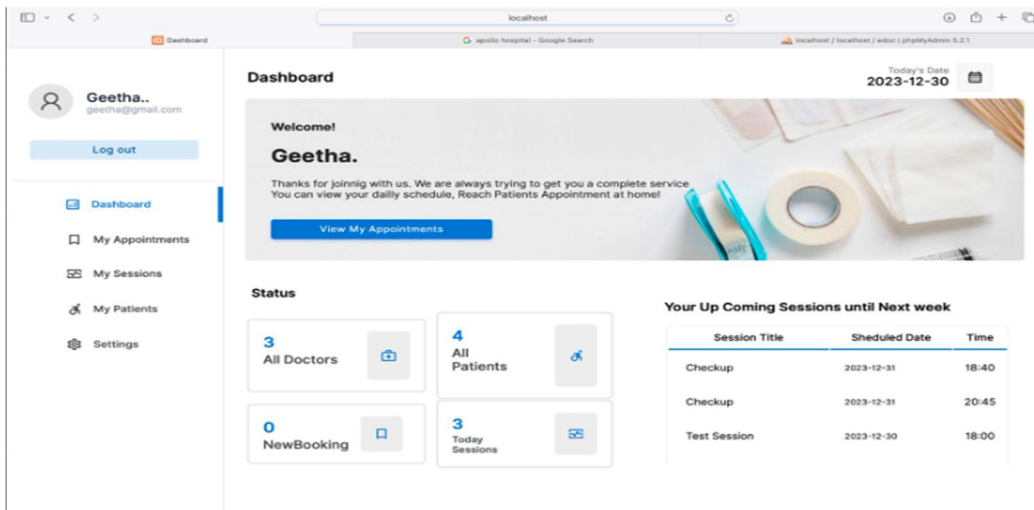 localhost
Dashboard
apollo hospital - Google Search
localhost / localhost / edoc | phpMyAdmin 5.2.1
Geetha..
geetha@gmail.com
Log out
Dashboard
My Appointments
My Sessions
My Patients
Settings
Dashboard
Today's Date
2023-12-30
Welcome!
Geetha.
Thanks for joinnig with us. We are always trying to get you a complete service
You can view your dailly schedule, Reach Patients Appointment at home!
View My Appointments
Status
3
All Doctors
4
All
Patients
0
NewBooking
3
Today
Sessions
Your Up Coming Sessions until Next week
Session Title Sheduled Date Time
Checkup 2023-12-31 18:40
Checkup 2023-12-31 20:45
Test Session 2023-12-30 18:00